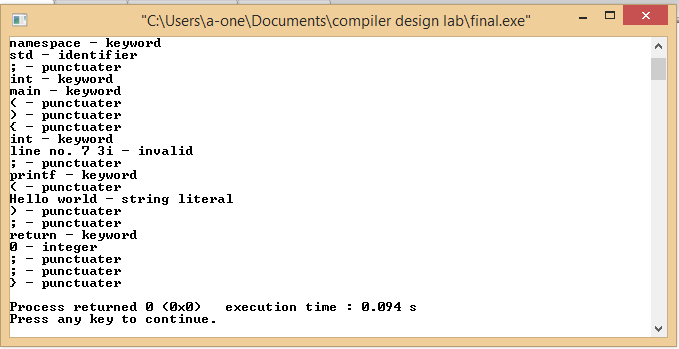 "C:\Users\a-one\Documents\compiler design lab\final.exe"
namespace - keyword
std - identifier
; - punctuater
int - keyword
main - keyword
( - punctuater
) - punctuater
{ - punctuater
int - keyword
line no. 7 3i - invalid
; - punctuater
printf - keyword
( - punctuater
Hello world - string literal
) - punctuater
; - punctuater
return - keyword
0 - integer
; - punctuater
; - punctuater
} - punctuater
Process returned 0 (0x0)   execution time : 0.094 s
Press any key to continue.